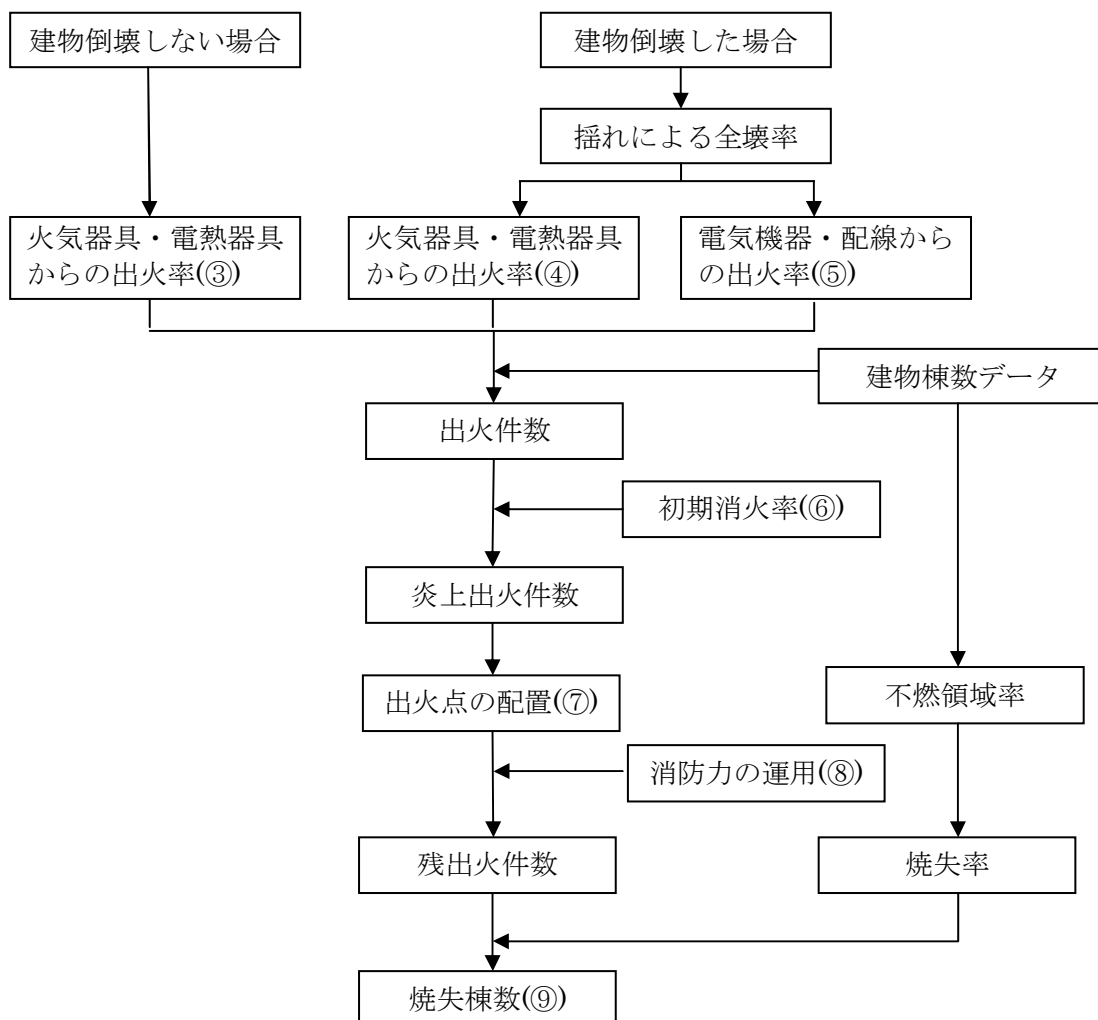 建物倒壊しない場合
建物倒壊した場合
揺れによる全壊率
火気器具・電熱器具
からの出火率(③)
火気器具・電熱器具
からの出火率(④)
電気機器・配線から
の出火率(⑤)
建物棟数データ
出火件数
初期消火率(⑥)
炎上出火件数
出火点の配置(⑦)
不燃領域率
消防力の運用(⑧)
残出火件数
焼失率
焼失棟数(⑨)